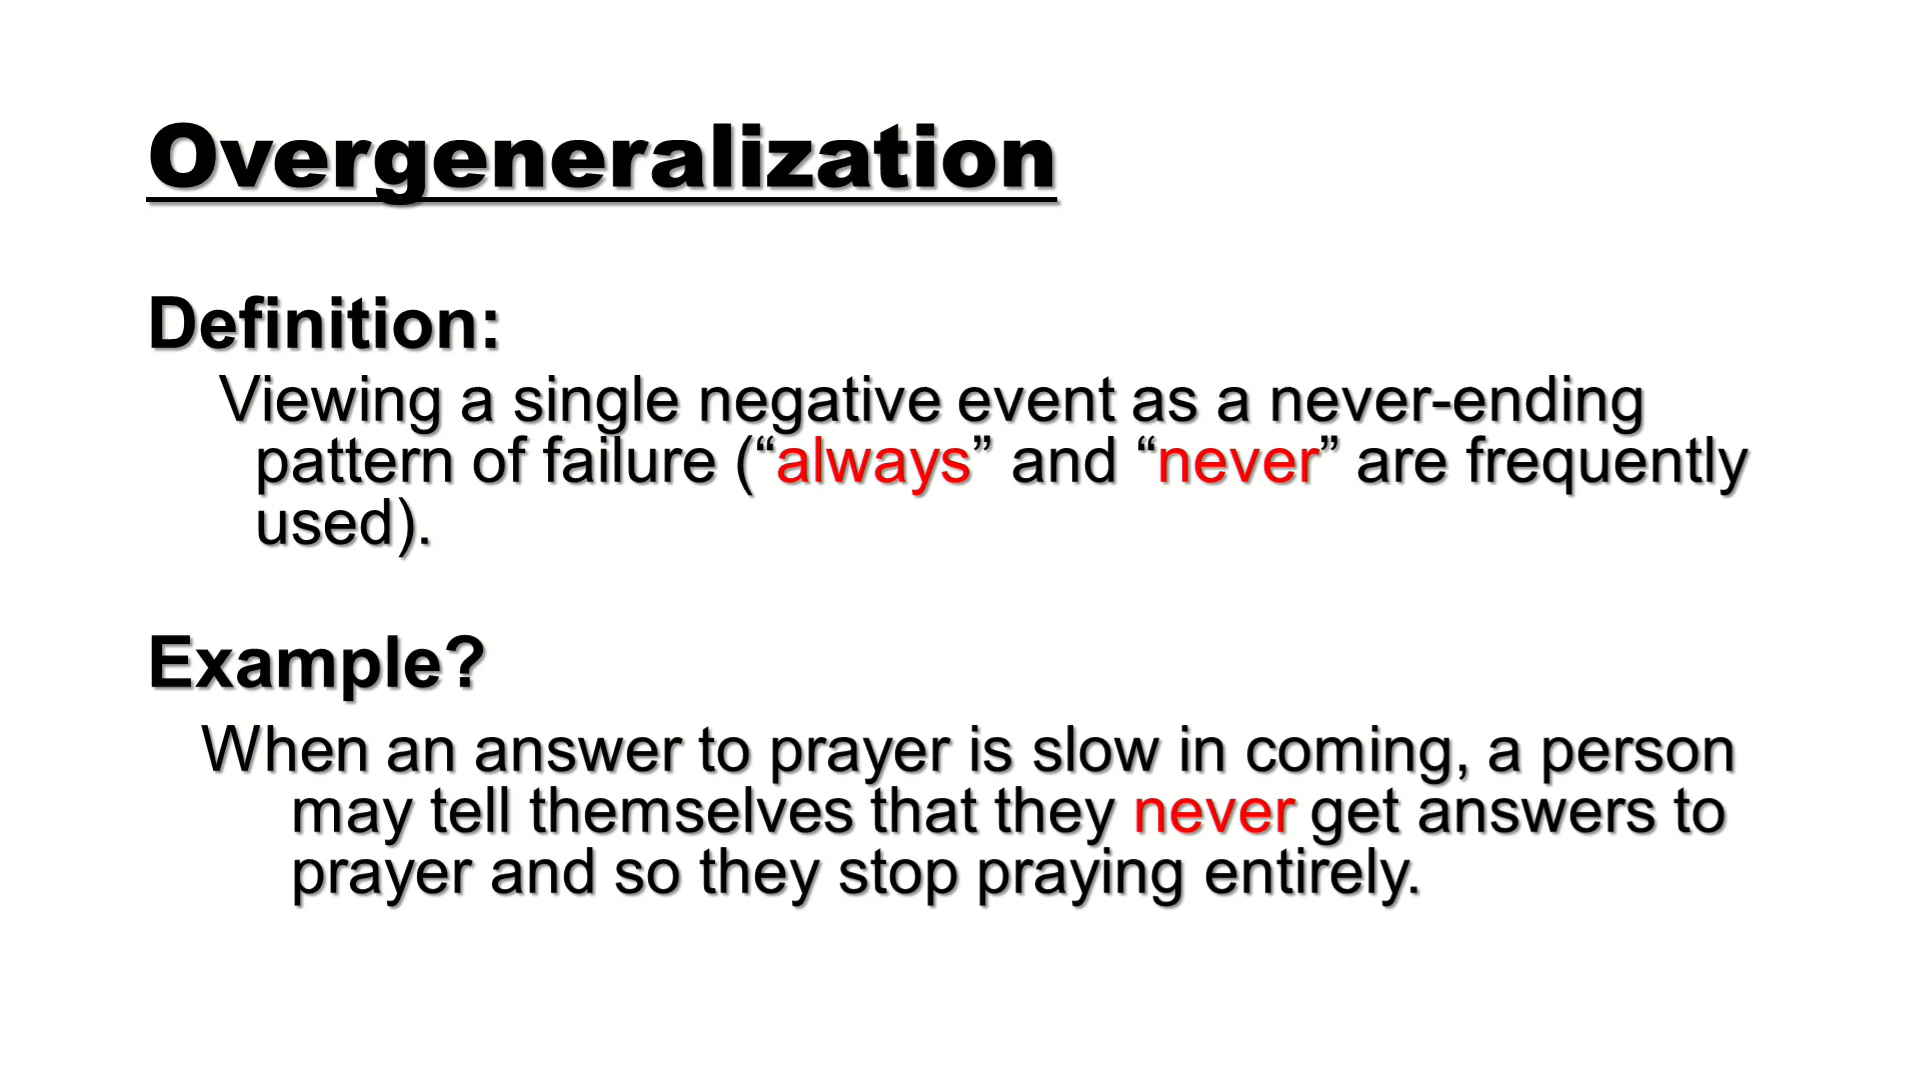 Overgeneralization
Definition:
Viewing a single negative event as a never-ending
pattern of failure (“always” and “never” are frequently
used).
Example?
When an answer to prayer is slow in coming, a person
may tell themselves that they never get answers to
prayer and so they stop praying entirely.